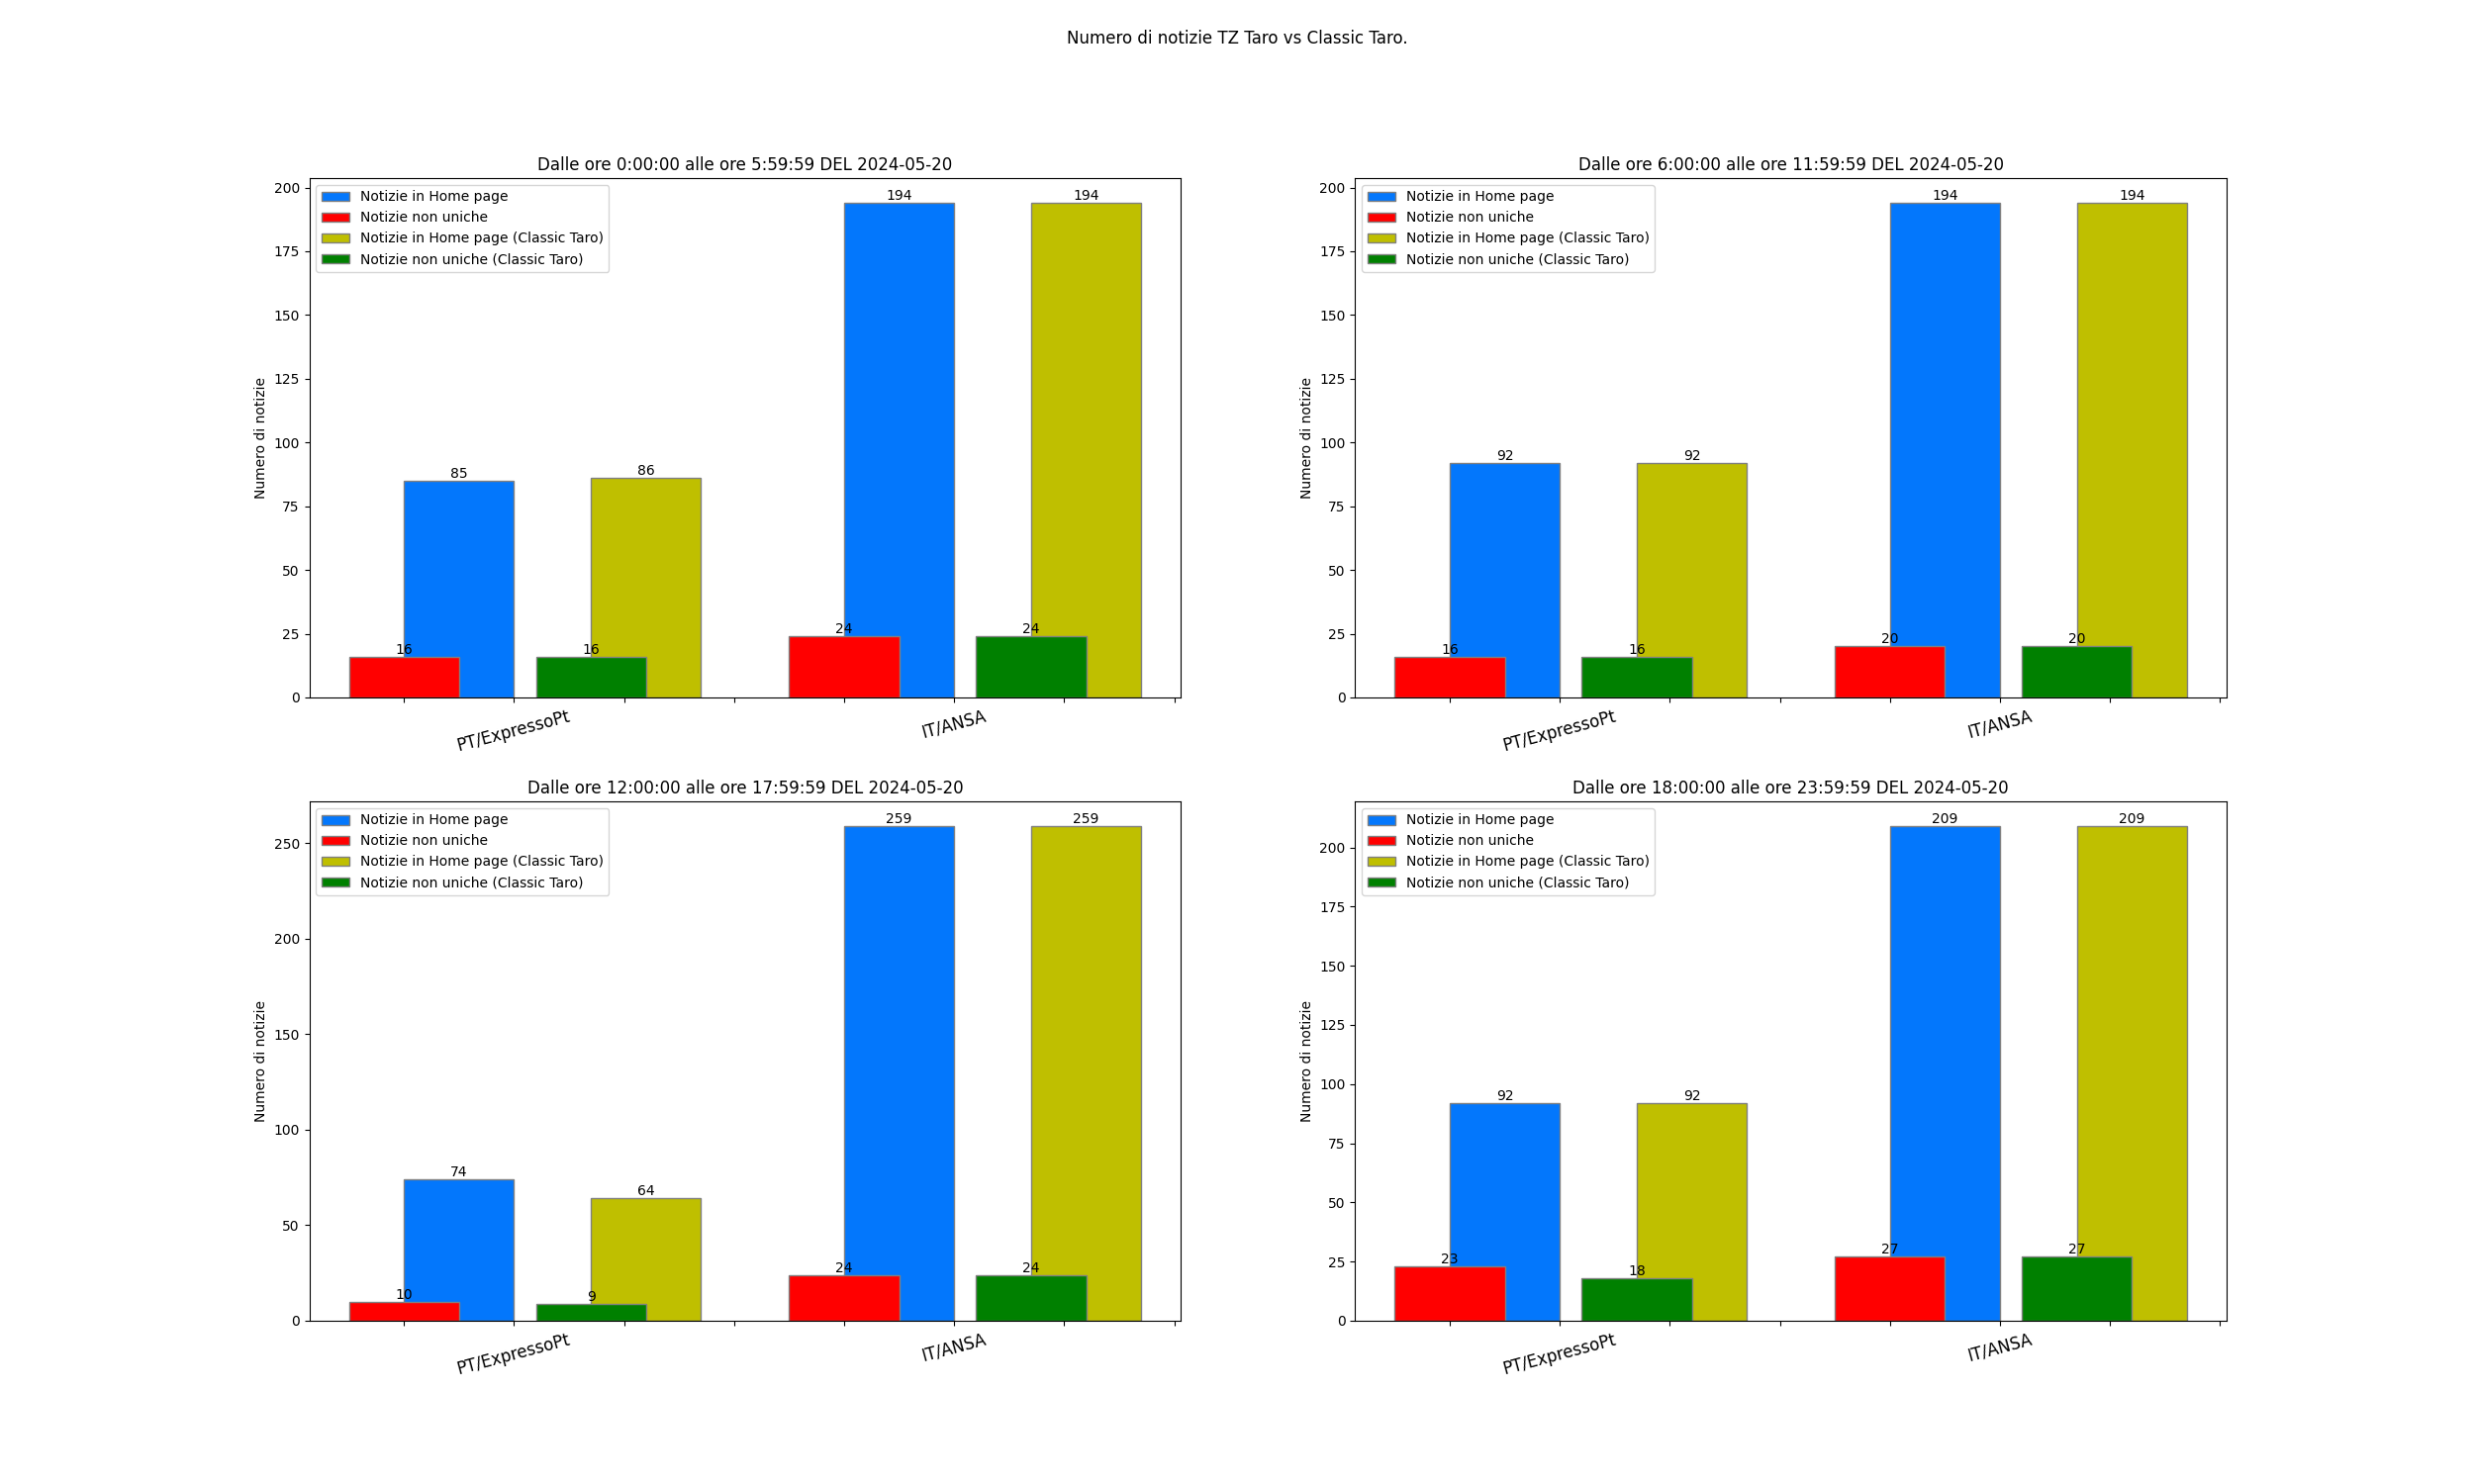 Numero di notizie TZ Taro vs Classic Taro.
Dalle ore 0:00:00 alle ore 5:59:59 DEL 2024-05-20
Numero di notizie
200
175
150
125
100
75
50
25
0
Notizie in Home page
Notizie non uniche
Notizie in Home page (Classic Taro)
Notizie non uniche (Classic Taro)
194
194
85
86
16
16
24
24
PT/ExpressoPt
IT/ANSA
Dalle ore 6:00:00 alle ore 11:59:59 DEL 2024-05-20
Numero di notizie
200
175
150
125
100
75
50
25
0
Notizie in Home page
Notizie non uniche
Notizie in Home page (Classic Taro)
Notizie non uniche (Classic Taro)
194
194
92
92
16
16
20
20
PT/ExpressoPt
IT/ANSA
Dalle ore 12:00:00 alle ore 17:59:59 DEL 2024-05-20
Numero di notizie
250
200
150
100
50
0
Notizie in Home page
Notizie non uniche
Notizie in Home page (Classic Taro)
Notizie non uniche (Classic Taro)
259
259
74
64
10
9
24
24
PT/ExpressoPt
IT/ANSA
Dalle ore 18:00:00 alle ore 23:59:59 DEL 2024-05-20
Numero di notizie
200
175
150
125
100
75
50
25
0
Notizie in Home page
Notizie non uniche
Notizie in Home page (Classic Taro)
Notizie non uniche (Classic Taro)
209
209
92
92
23
18
27
27
PT/ExpressoPt
IT/ANSA